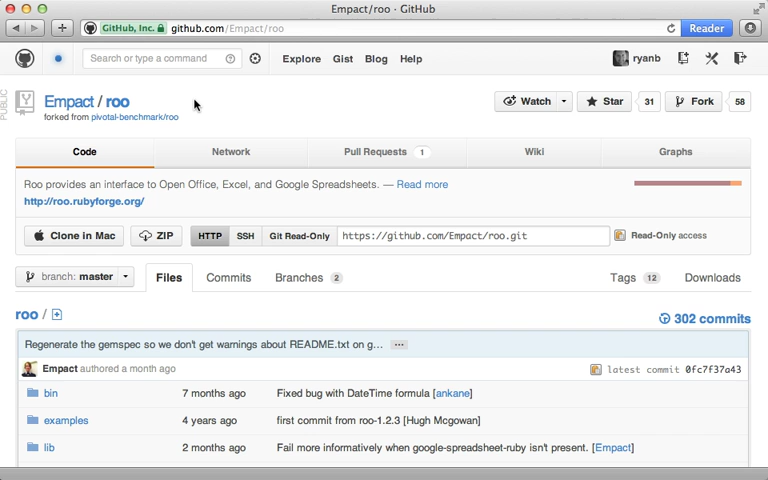 Empact/roo · GitHub
GitHub, Inc. github.com/Empact/roo Reader
Search or type a command Explore Gist Blog Help ryanb
PUBLIC
Empact / roo Watch Star 31 Fork 58
forked from pivotal-benchmark/roo
Code Network Pull Requests 1 Wiki Graphs
Roo provides an interface to Open Office, Excel, and Google Spreadsheets. — Read more
http://roo.rubyforge.org/
Clone in Mac ZIP HTTP SSH Git Read-Only https://github.com/Empact/roo.git Read-Only access
branch: master Files Commits Branches 2 Tags 12 Downloads
roo / 302 commits
Regenerate the gemspec so we don't get warnings about README.txt on g… ...
Empact authored a month ago latest commit 0fc7f37a43
bin 7 months ago Fixed bug with DateTime formula [ankane]
examples 4 years ago first commit from roo-1.2.3 [Hugh Mcgowan]
lib 2 months ago Fail more informatively when google-spreadsheet-ruby isn't present. [Empact]